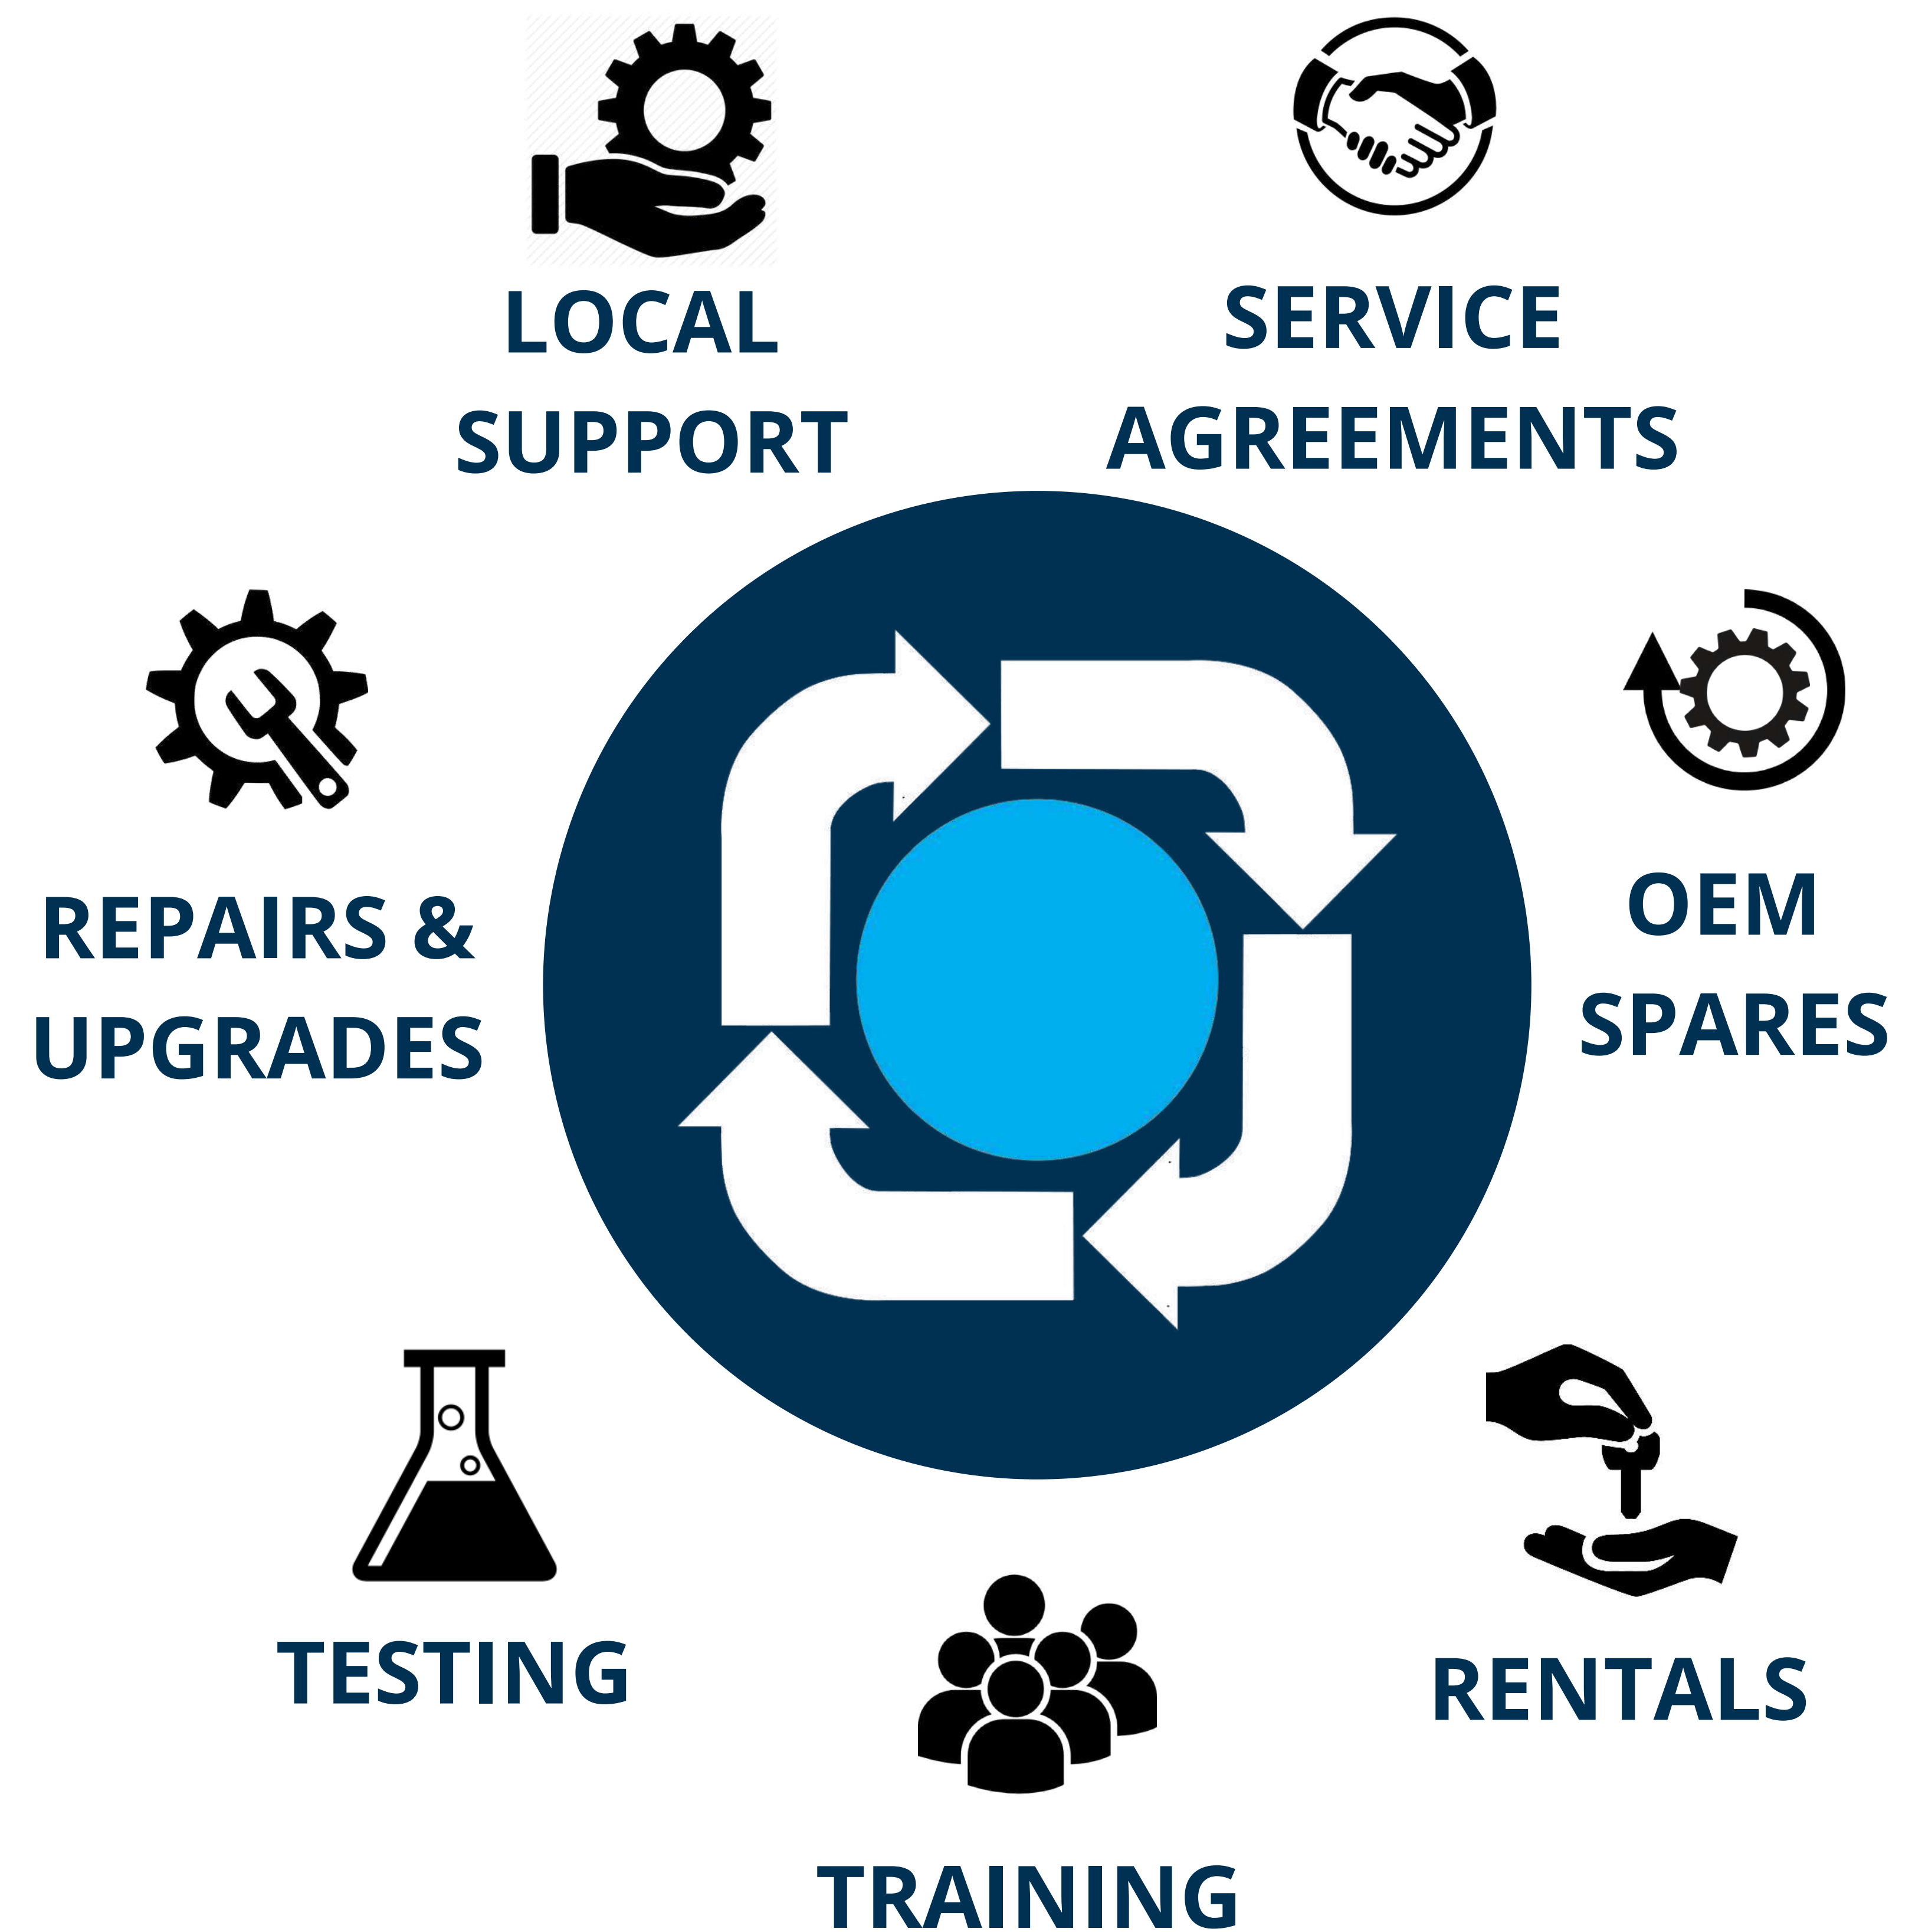 LOCAL
SUPPORT
SERVICE
AGREEMENTS
REPAIRS &
UPGRADES
OEM
SPARES
TESTING
RENTALS
TRAINING